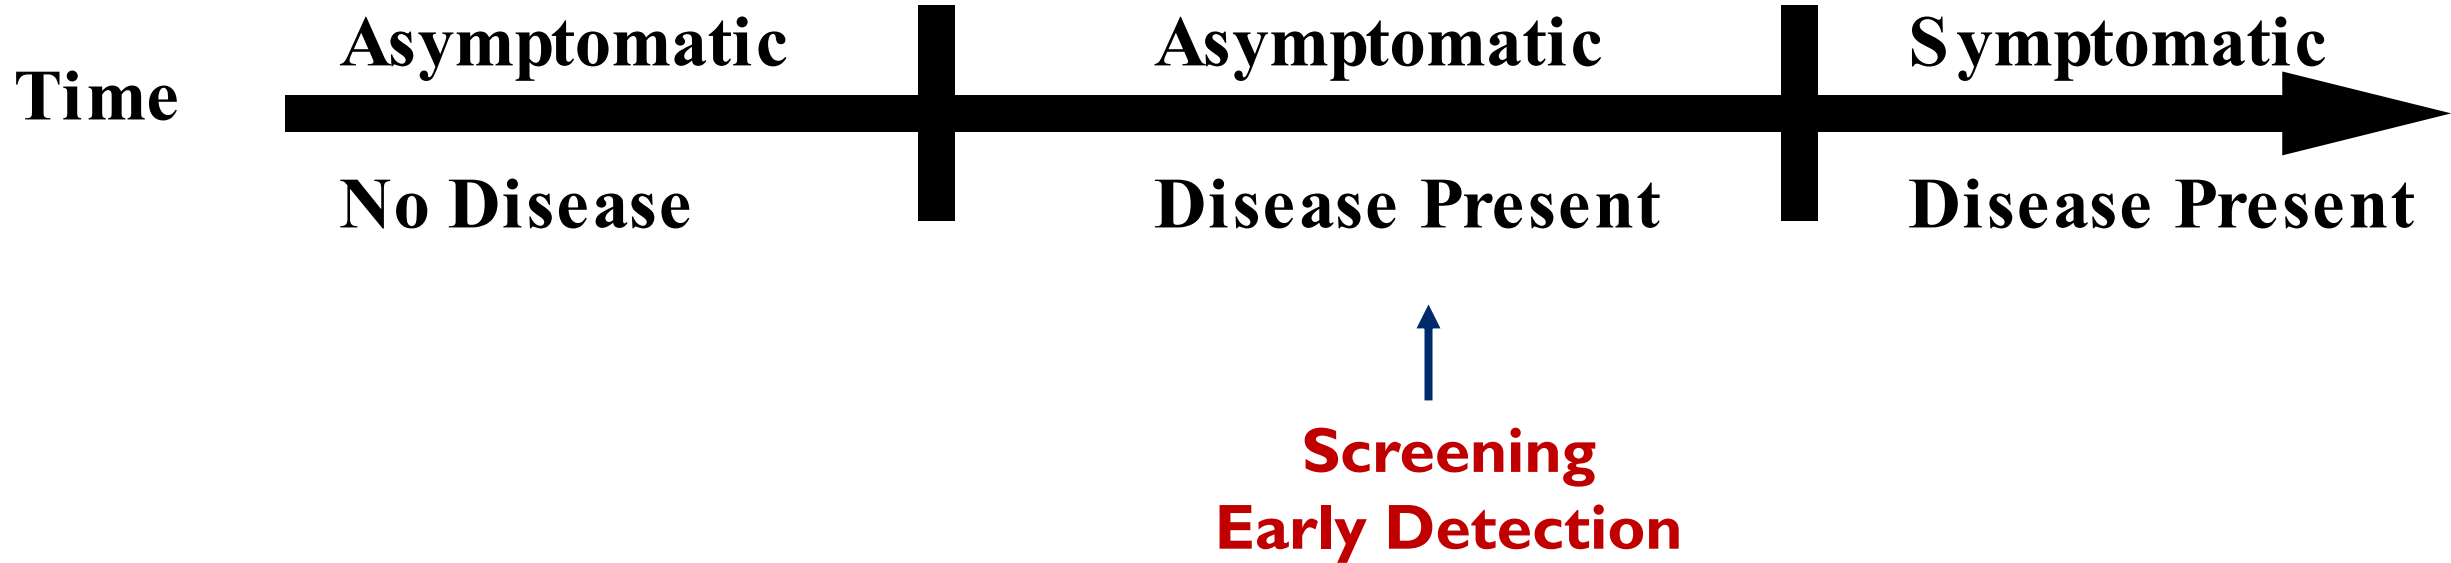 Time
Asymptomatic
Asymptomatic
Symptomatic
No Disease
Disease Present
Disease Present
Screening
Early Detection